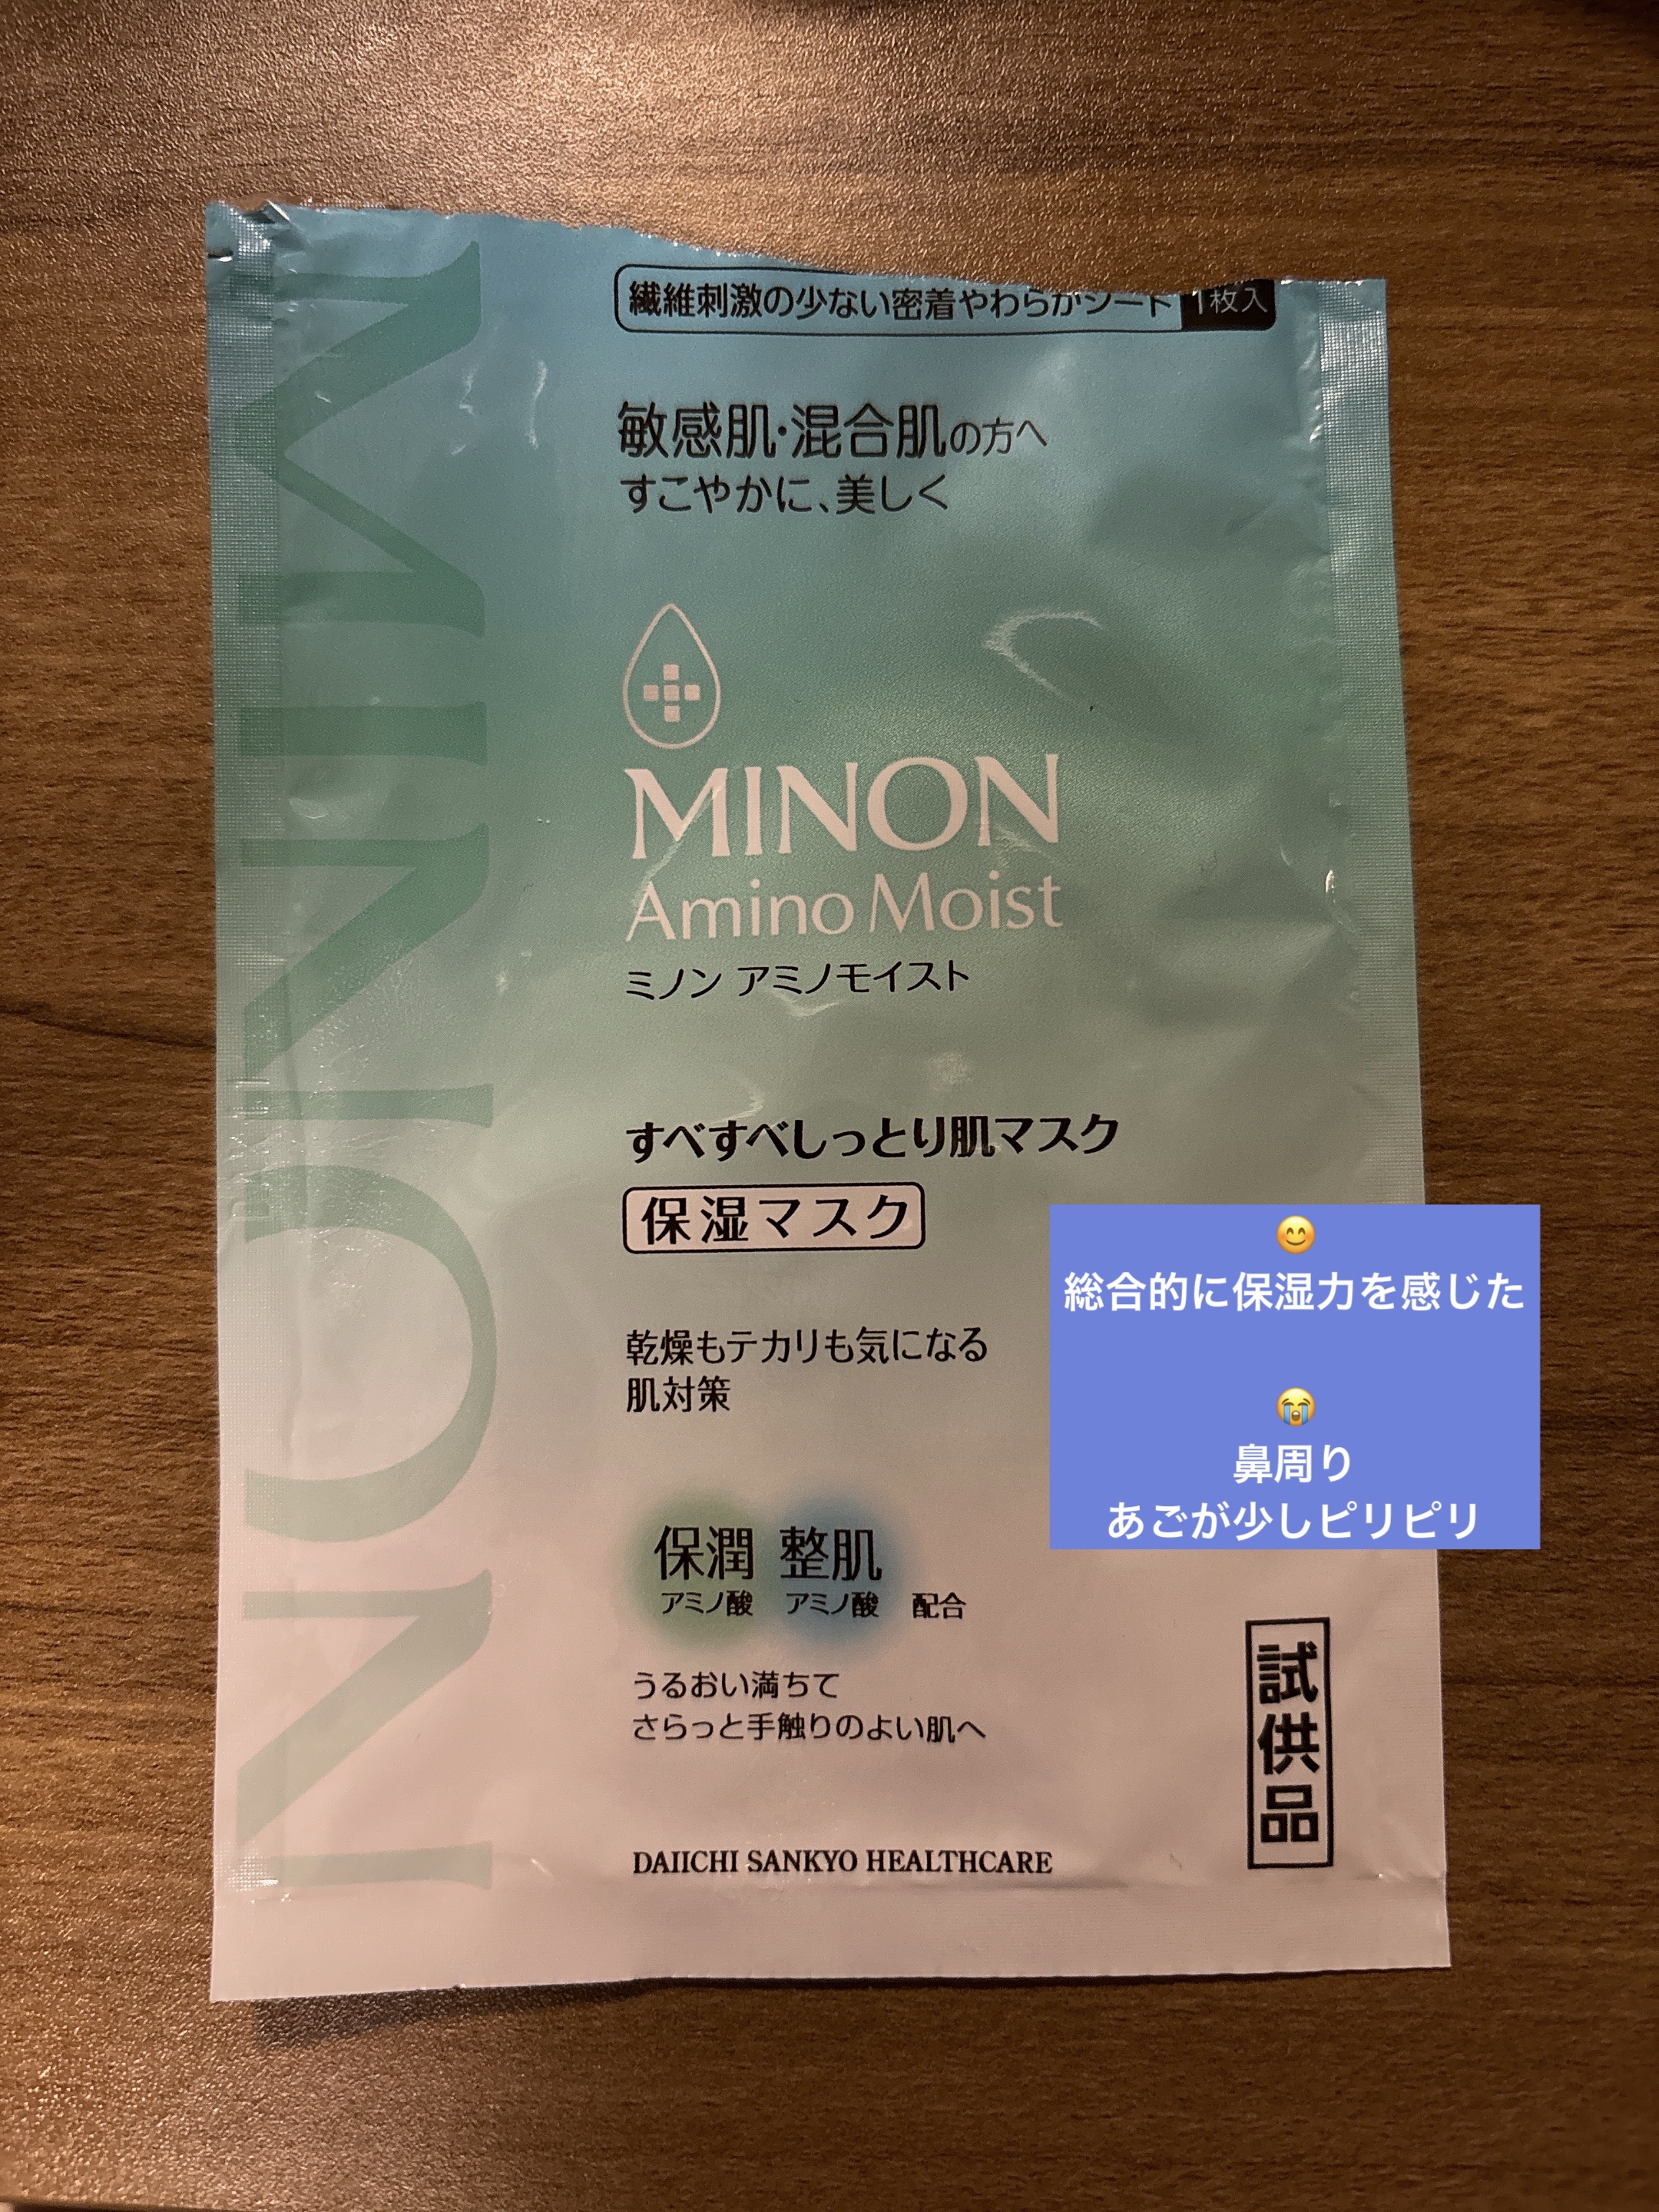 繊維刺激の少ない密着やわらかシート 1枚入
敏感肌・混合肌の方へ
すこやかに、美しく
MINON
MINON
Amino Moist
ミノン アミノモイスト
すべすべしっとり肌マスク
保湿マスク
乾燥もテカリも気になる
肌対策
保潤 整肌
アミノ酸 アミノ酸 配合
うるおい満ちて
さらっと手触りのよい肌へ
試供品
DAIICHI SANKYO HEALTHCARE
😊
総合的に保湿力を感じた
😭
鼻周り
あごが少しピリピリ